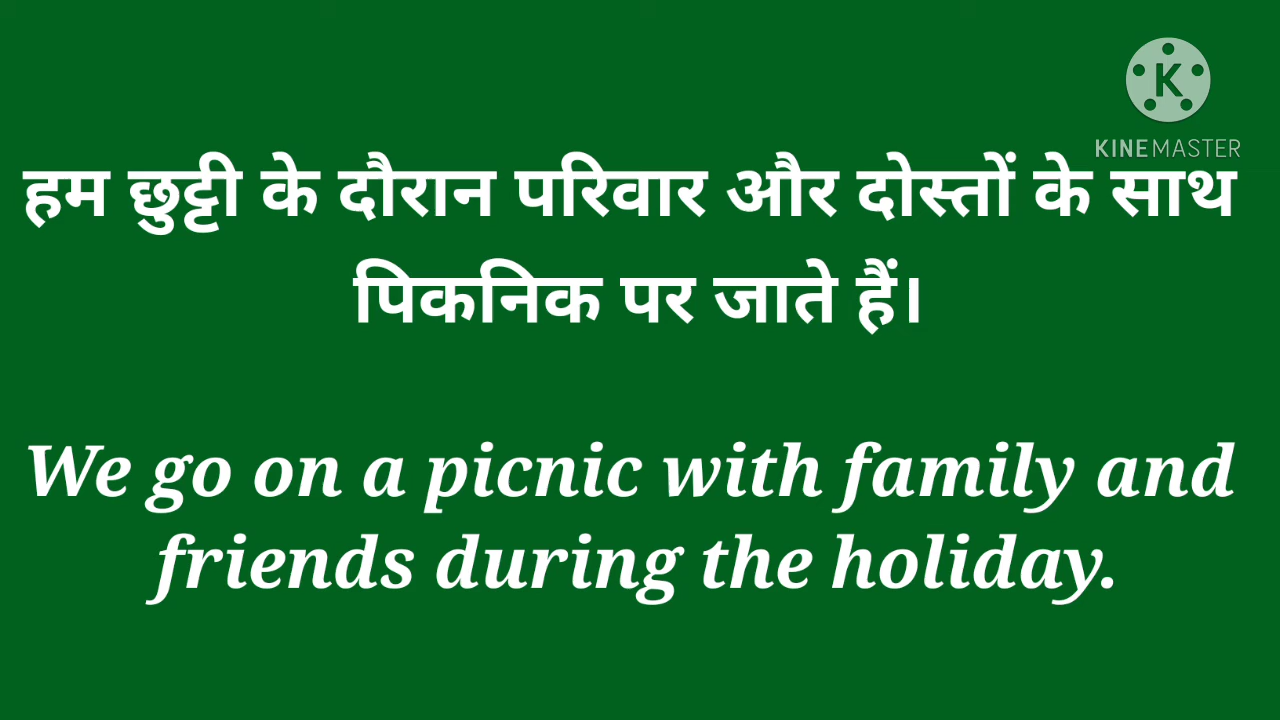 K
KINEMASTER
हम छुट्टी के दौरान परिवार और दोस्तों के साथ
पिकनिक पर जाते हैं।
We go on a picnic with family and
friends during the holiday.